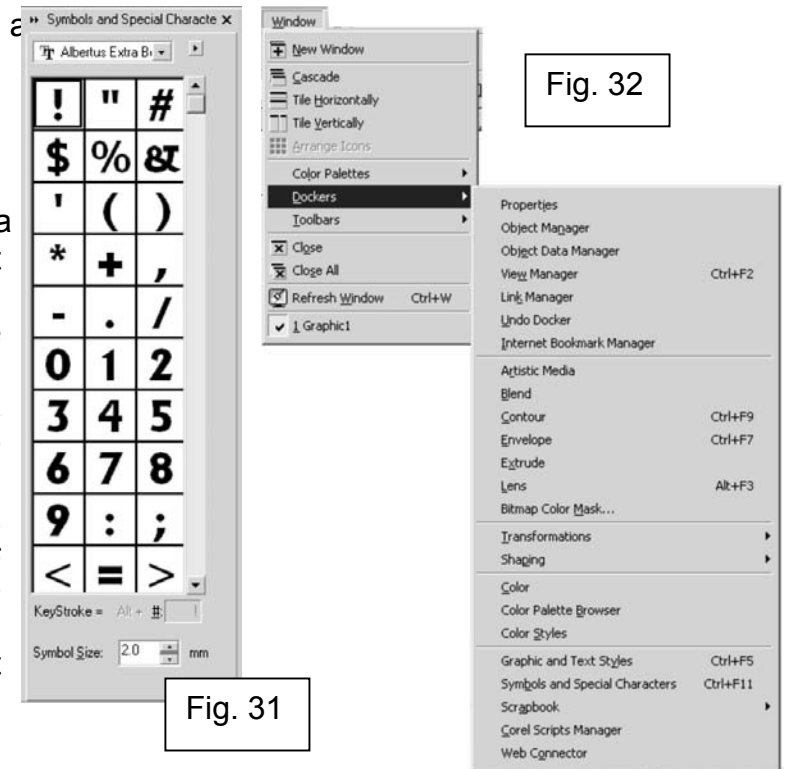 a
Symbols and Special Characte
Albertus Extra B
! " #
$ % &
' ( )
* + ,
- . /
0 1 2
3 4 5
6 7 8
9 : ;
< = >
KeyStroke = Alt + #: !
Symbol Size: 2.0 mm
Fig. 31
Window
New Window
Cascade
Tile Horizontally
Tile Vertically
Arrange Icons
Color Palettes
Dockers
Toolbars
Close
Close All
Refresh Window Ctrl+W
1 Graphic1
Fig. 32
Properties
Object Manager
Object Data Manager
View Manager Ctrl+F2
Link Manager
Undo Docker
Internet Bookmark Manager
Artistic Media
Blend
Contour Ctrl+F9
Envelope Ctrl+F7
Extrude
Lens Alt+F3
Bitmap Color Mask...
Transformations
Shaping
Color
Color Palette Browser
Color Styles
Graphic and Text Styles Ctrl+F5
Symbols and Special Characters Ctrl+F11
Scrapbook
Corel Scripts Manager
Web Connector
a